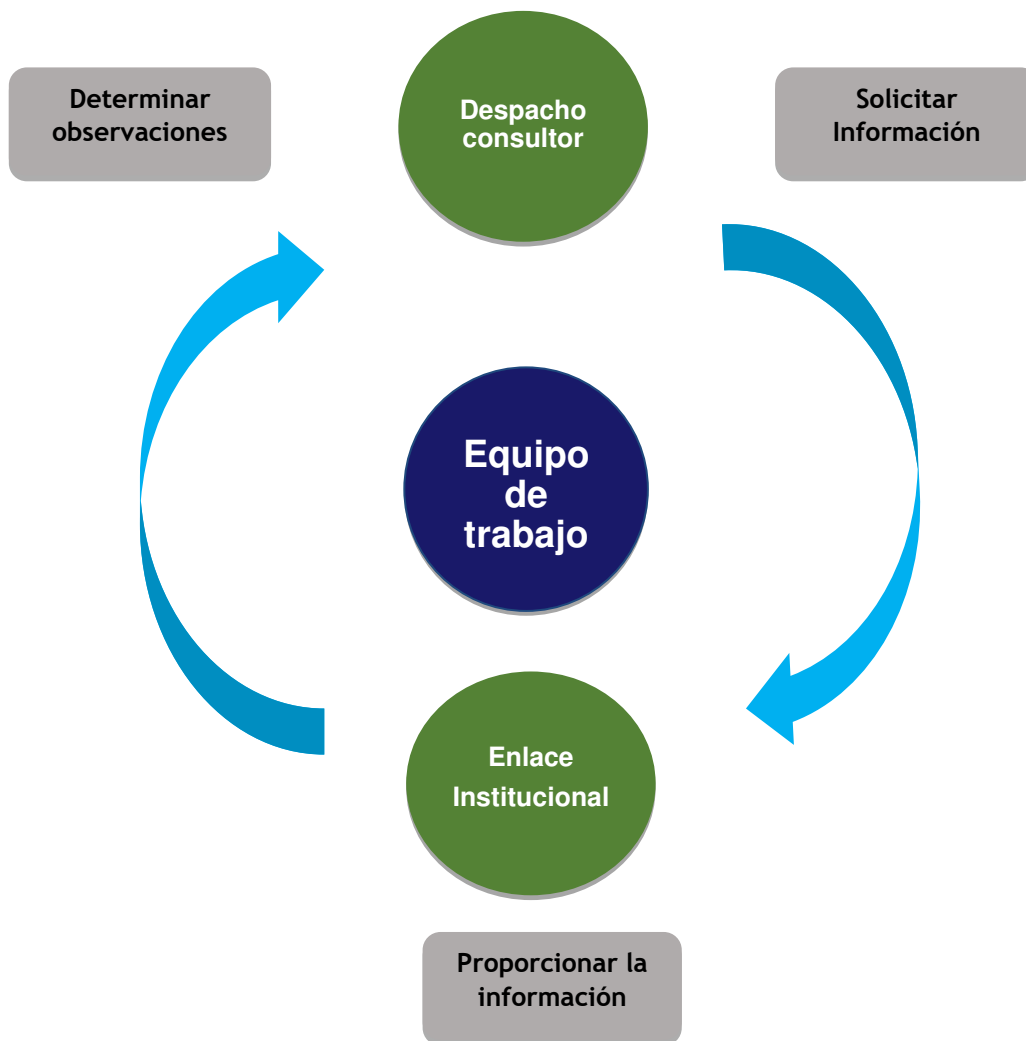 Determinar
observaciones
Despacho
consultor
Solicitar
Información
Equipo
de
trabajo
Enlace
Institucional
Proporcionar la
información